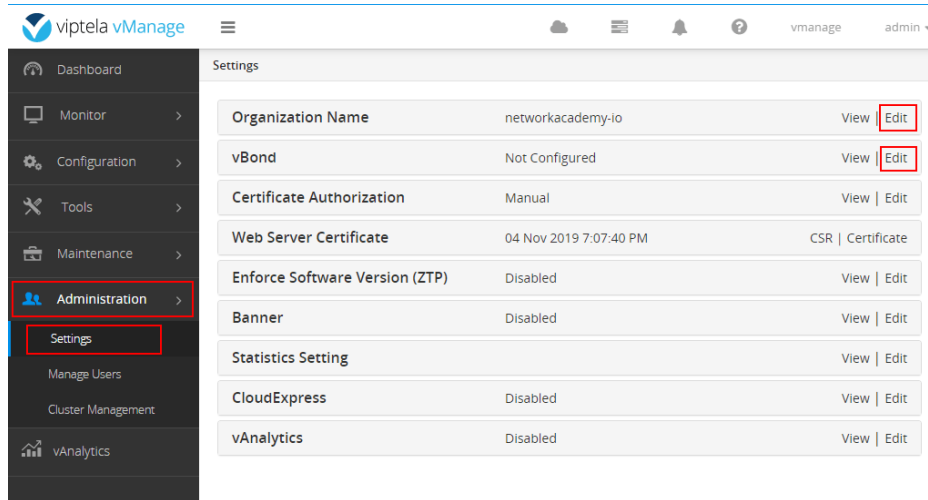 viptela vManage
vmanage admin
Dashboard
Monitor
Configuration
Tools
Maintenance
Administration
Settings
Manage Users
Cluster Management
vAnalytics
Settings
Organization Name networkacademy-io View | Edit
vBond Not Configured View | Edit
Certificate Authorization Manual View | Edit
Web Server Certificate 04 Nov 2019 7:07:40 PM CSR | Certificate
Enforce Software Version (ZTP) Disabled View | Edit
Banner Disabled View | Edit
Statistics Setting View | Edit
CloudExpress Disabled View | Edit
vAnalytics Disabled View | Edit